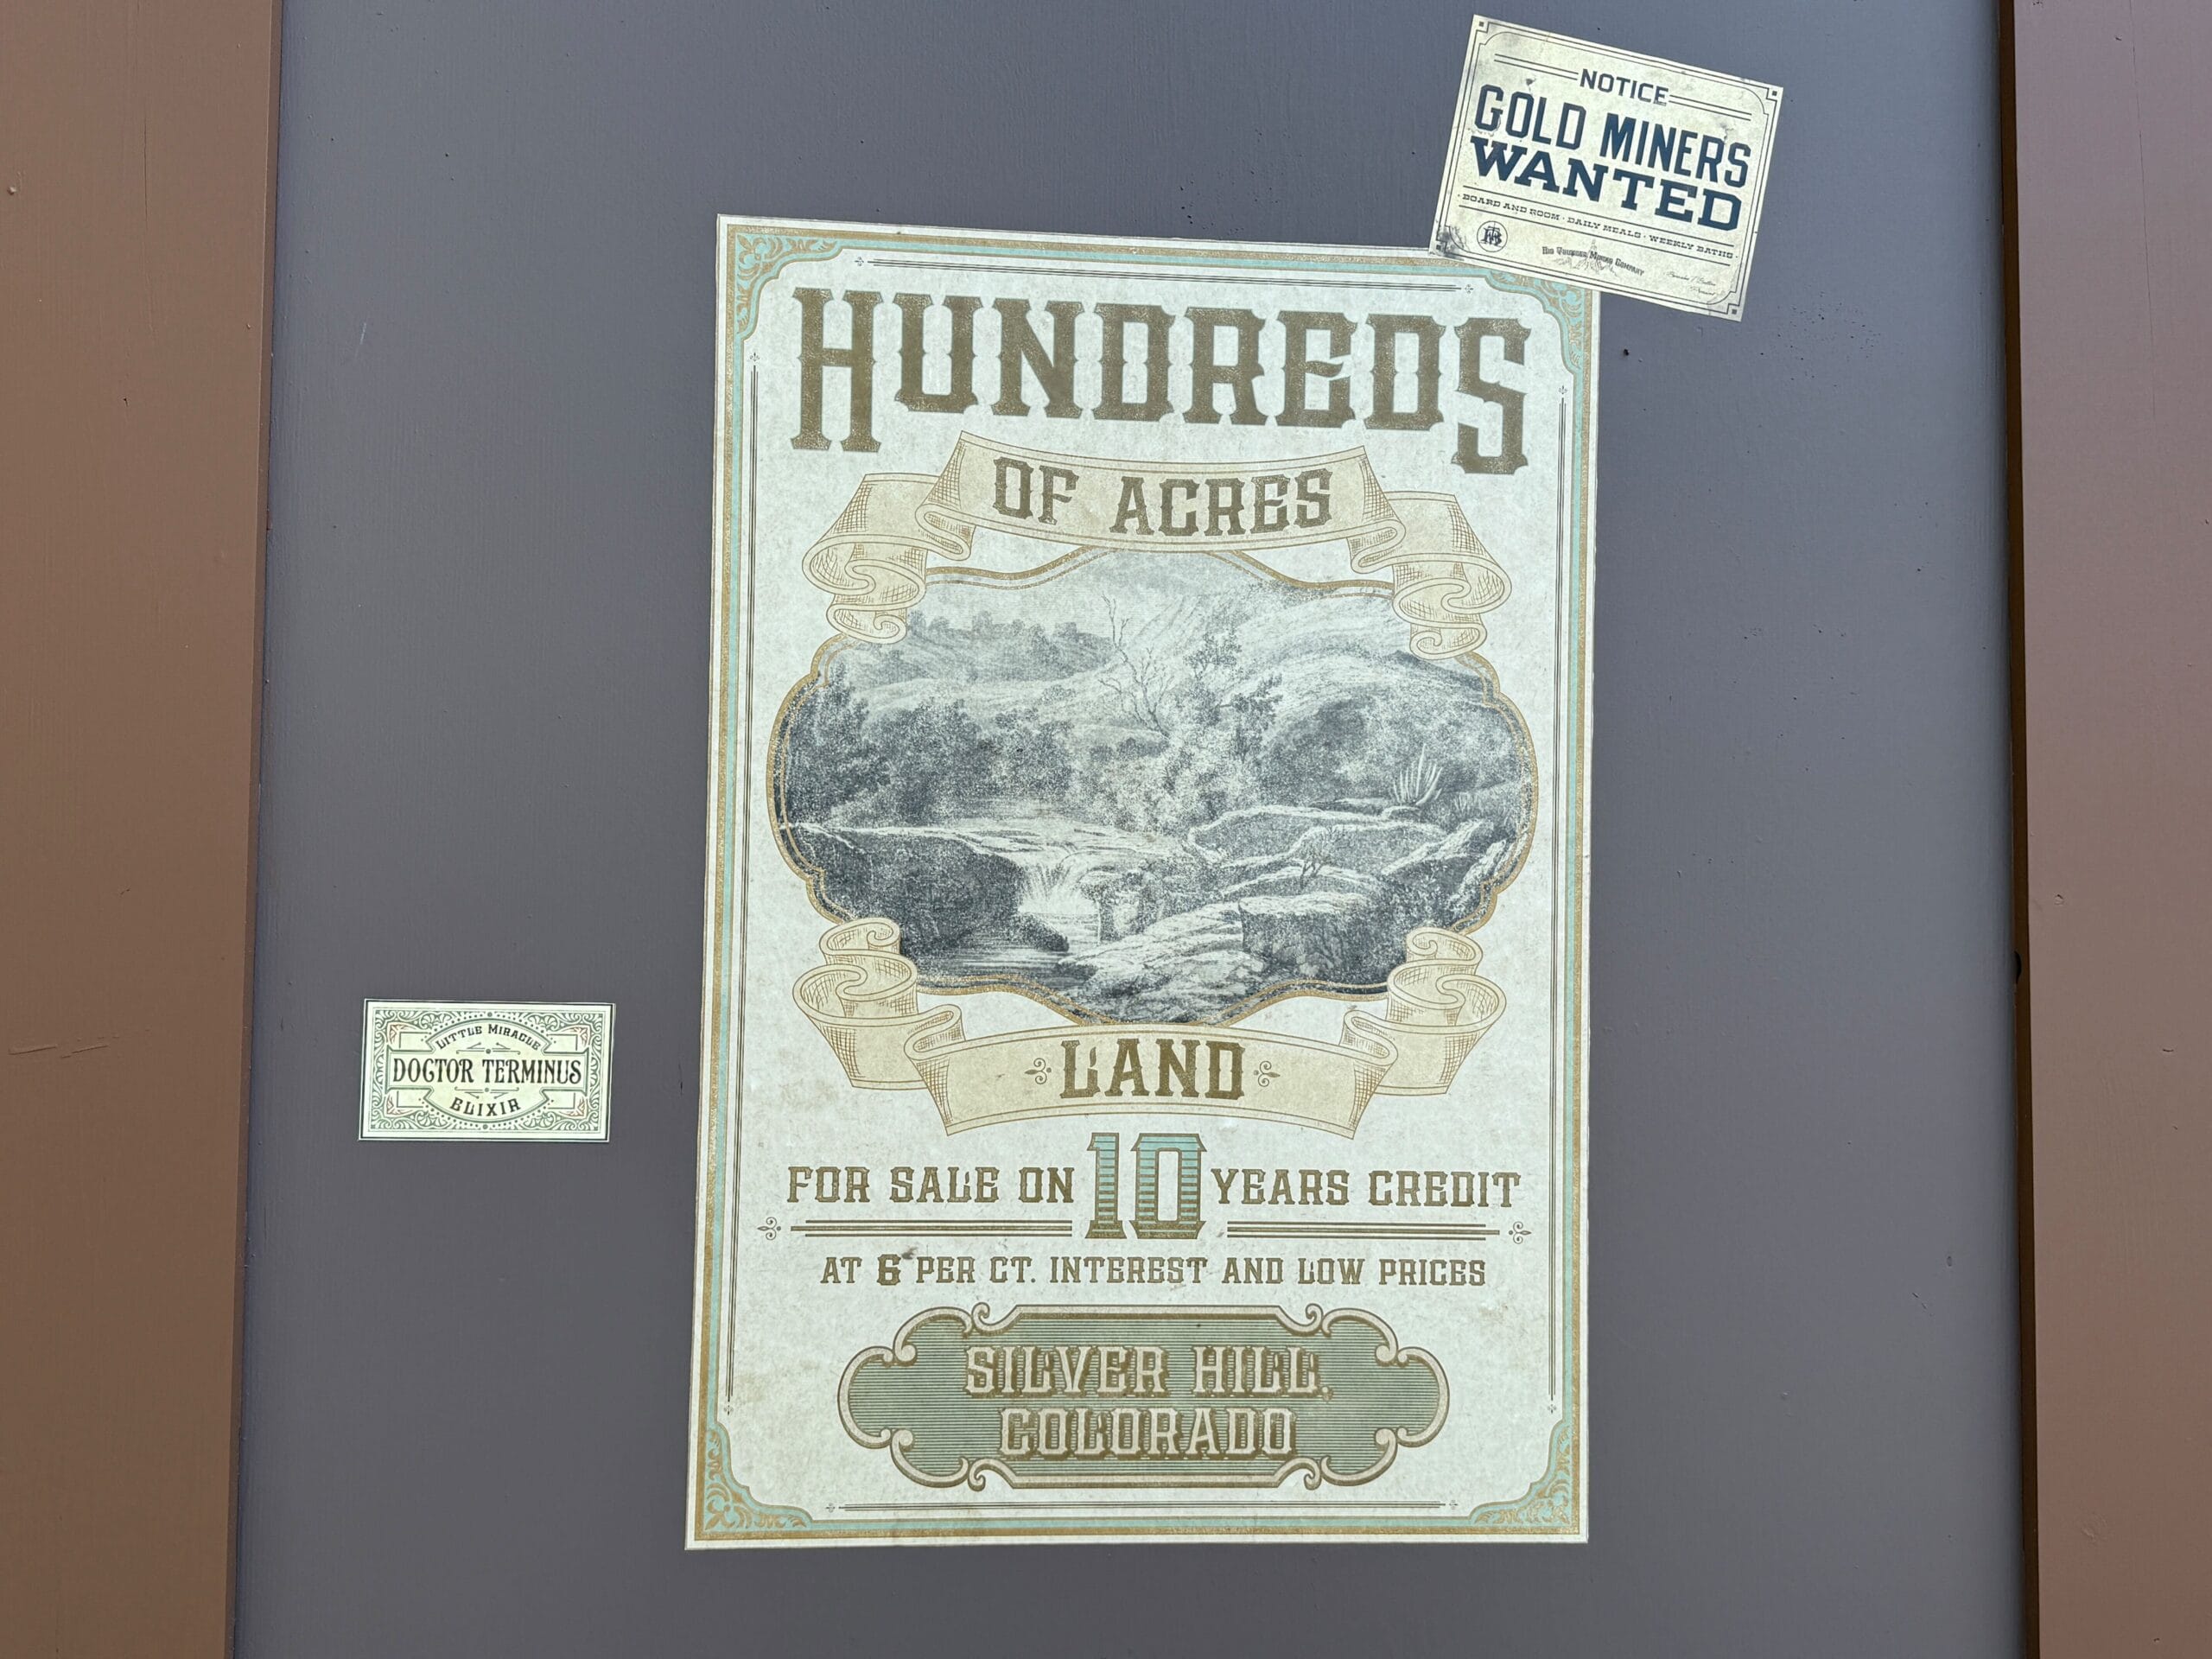 NOTICE
GOLD MINERS
WANTED
· BOARD AND ROOM · DAILY MEALS · WEEKLY BATHS ·
BIG THUNDER MINING COMPANY
HUNDREDS
OF ACRES
LAND
FOR SALE ON 10 YEARS CREDIT
AT 6 PER CT. INTEREST AND LOW PRICES
SILVER HILL,
COLORADO
LITTLE MIRACLE
DOCTOR TERMINUS
ELIXIR